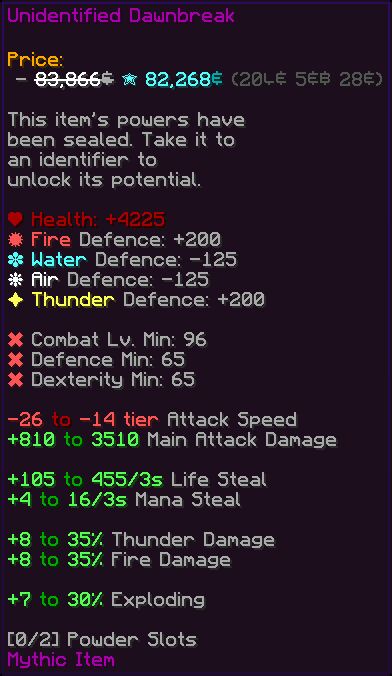 Unidentified Dawnbreak
Price:
- 83,866² ✮ 82,268² (20¼² 5²½ 28²)
This item's powers have
been sealed. Take it to
an identifier to
unlock its potential.
❤ Health: +4225
✹ Fire Defence: +200
❉ Water Defence: -125
❋ Air Defence: -125
✦ Thunder Defence: +200
✖ Combat Lv. Min: 96
✖ Defence Min: 65
✖ Dexterity Min: 65
-26 to -14 tier Attack Speed
+810 to 3510 Main Attack Damage
+105 to 455/3s Life Steal
+4 to 16/3s Mana Steal
+8 to 35% Thunder Damage
+8 to 35% Fire Damage
+7 to 30% Exploding
[0/2] Powder Slots
Mythic Item